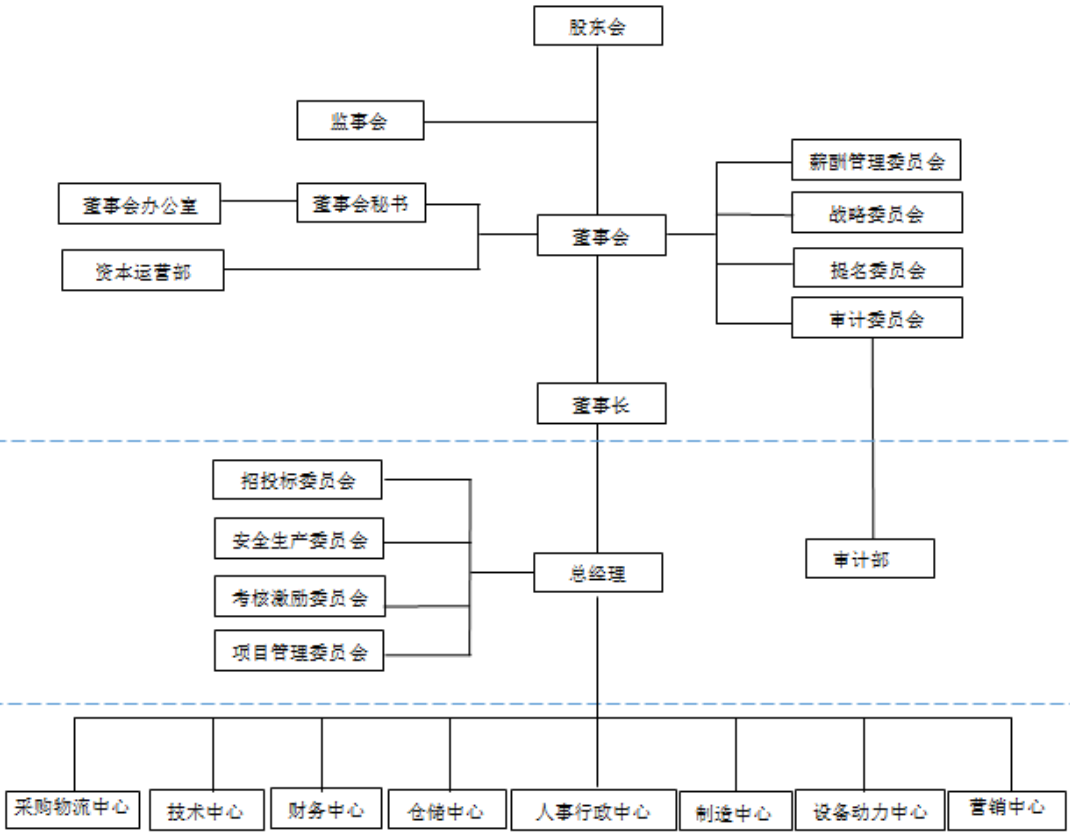 股东会
监事会
薪酬管理委员会
董事会办公室
董事会秘书
战略委员会
董事会
资本运营部
提名委员会
审计委员会
董事长
招投标委员会
安全生产委员会
审计部
总经理
考核激励委员会
项目管理委员会
采购物流中心
技术中心
财务中心
仓储中心
人事行政中心
制造中心
设备动力中心
营销中心